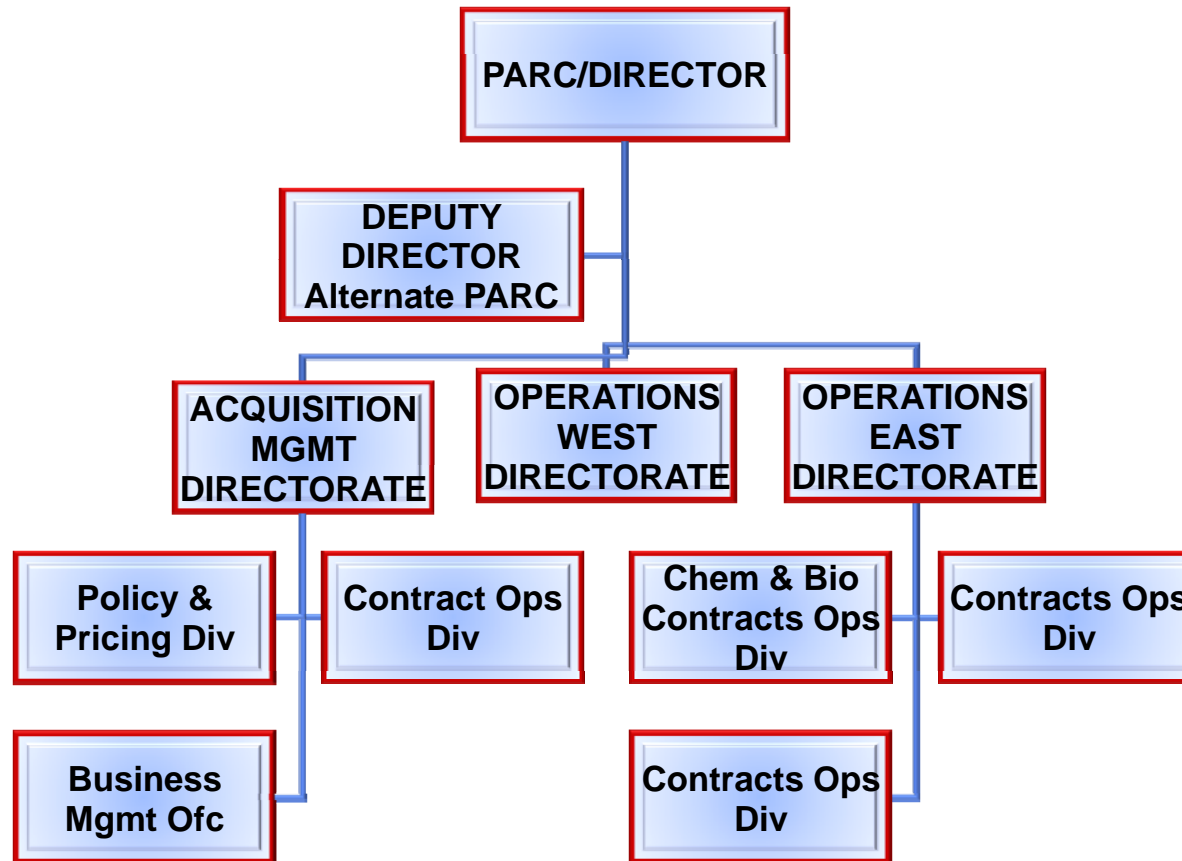 PARC/DIRECTOR
DEPUTY
DIRECTOR
Alternate PARC
ACQUISITION
MGMT
DIRECTORATE
OPERATIONS
WEST
DIRECTORATE
OPERATIONS
EAST
DIRECTORATE
Policy &
Pricing Div
Contract Ops
Div
Chem & Bio
Contracts Ops
Div
Contracts Ops
Div
Business
Mgmt Ofc
Contracts Ops
Div